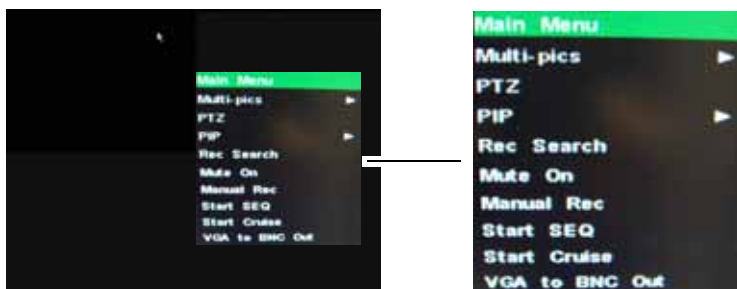 Main Menu
Multi-pics
PTZ
PIP
Rec Search
Mute On
Manual Rec
Start SEQ
Start Cruise
VGA to BNC Out
Main Menu
Multi-pics
PTZ
PIP
Rec Search
Mute On
Manual Rec
Start SEQ
Start Cruise
VGA to BNC Out